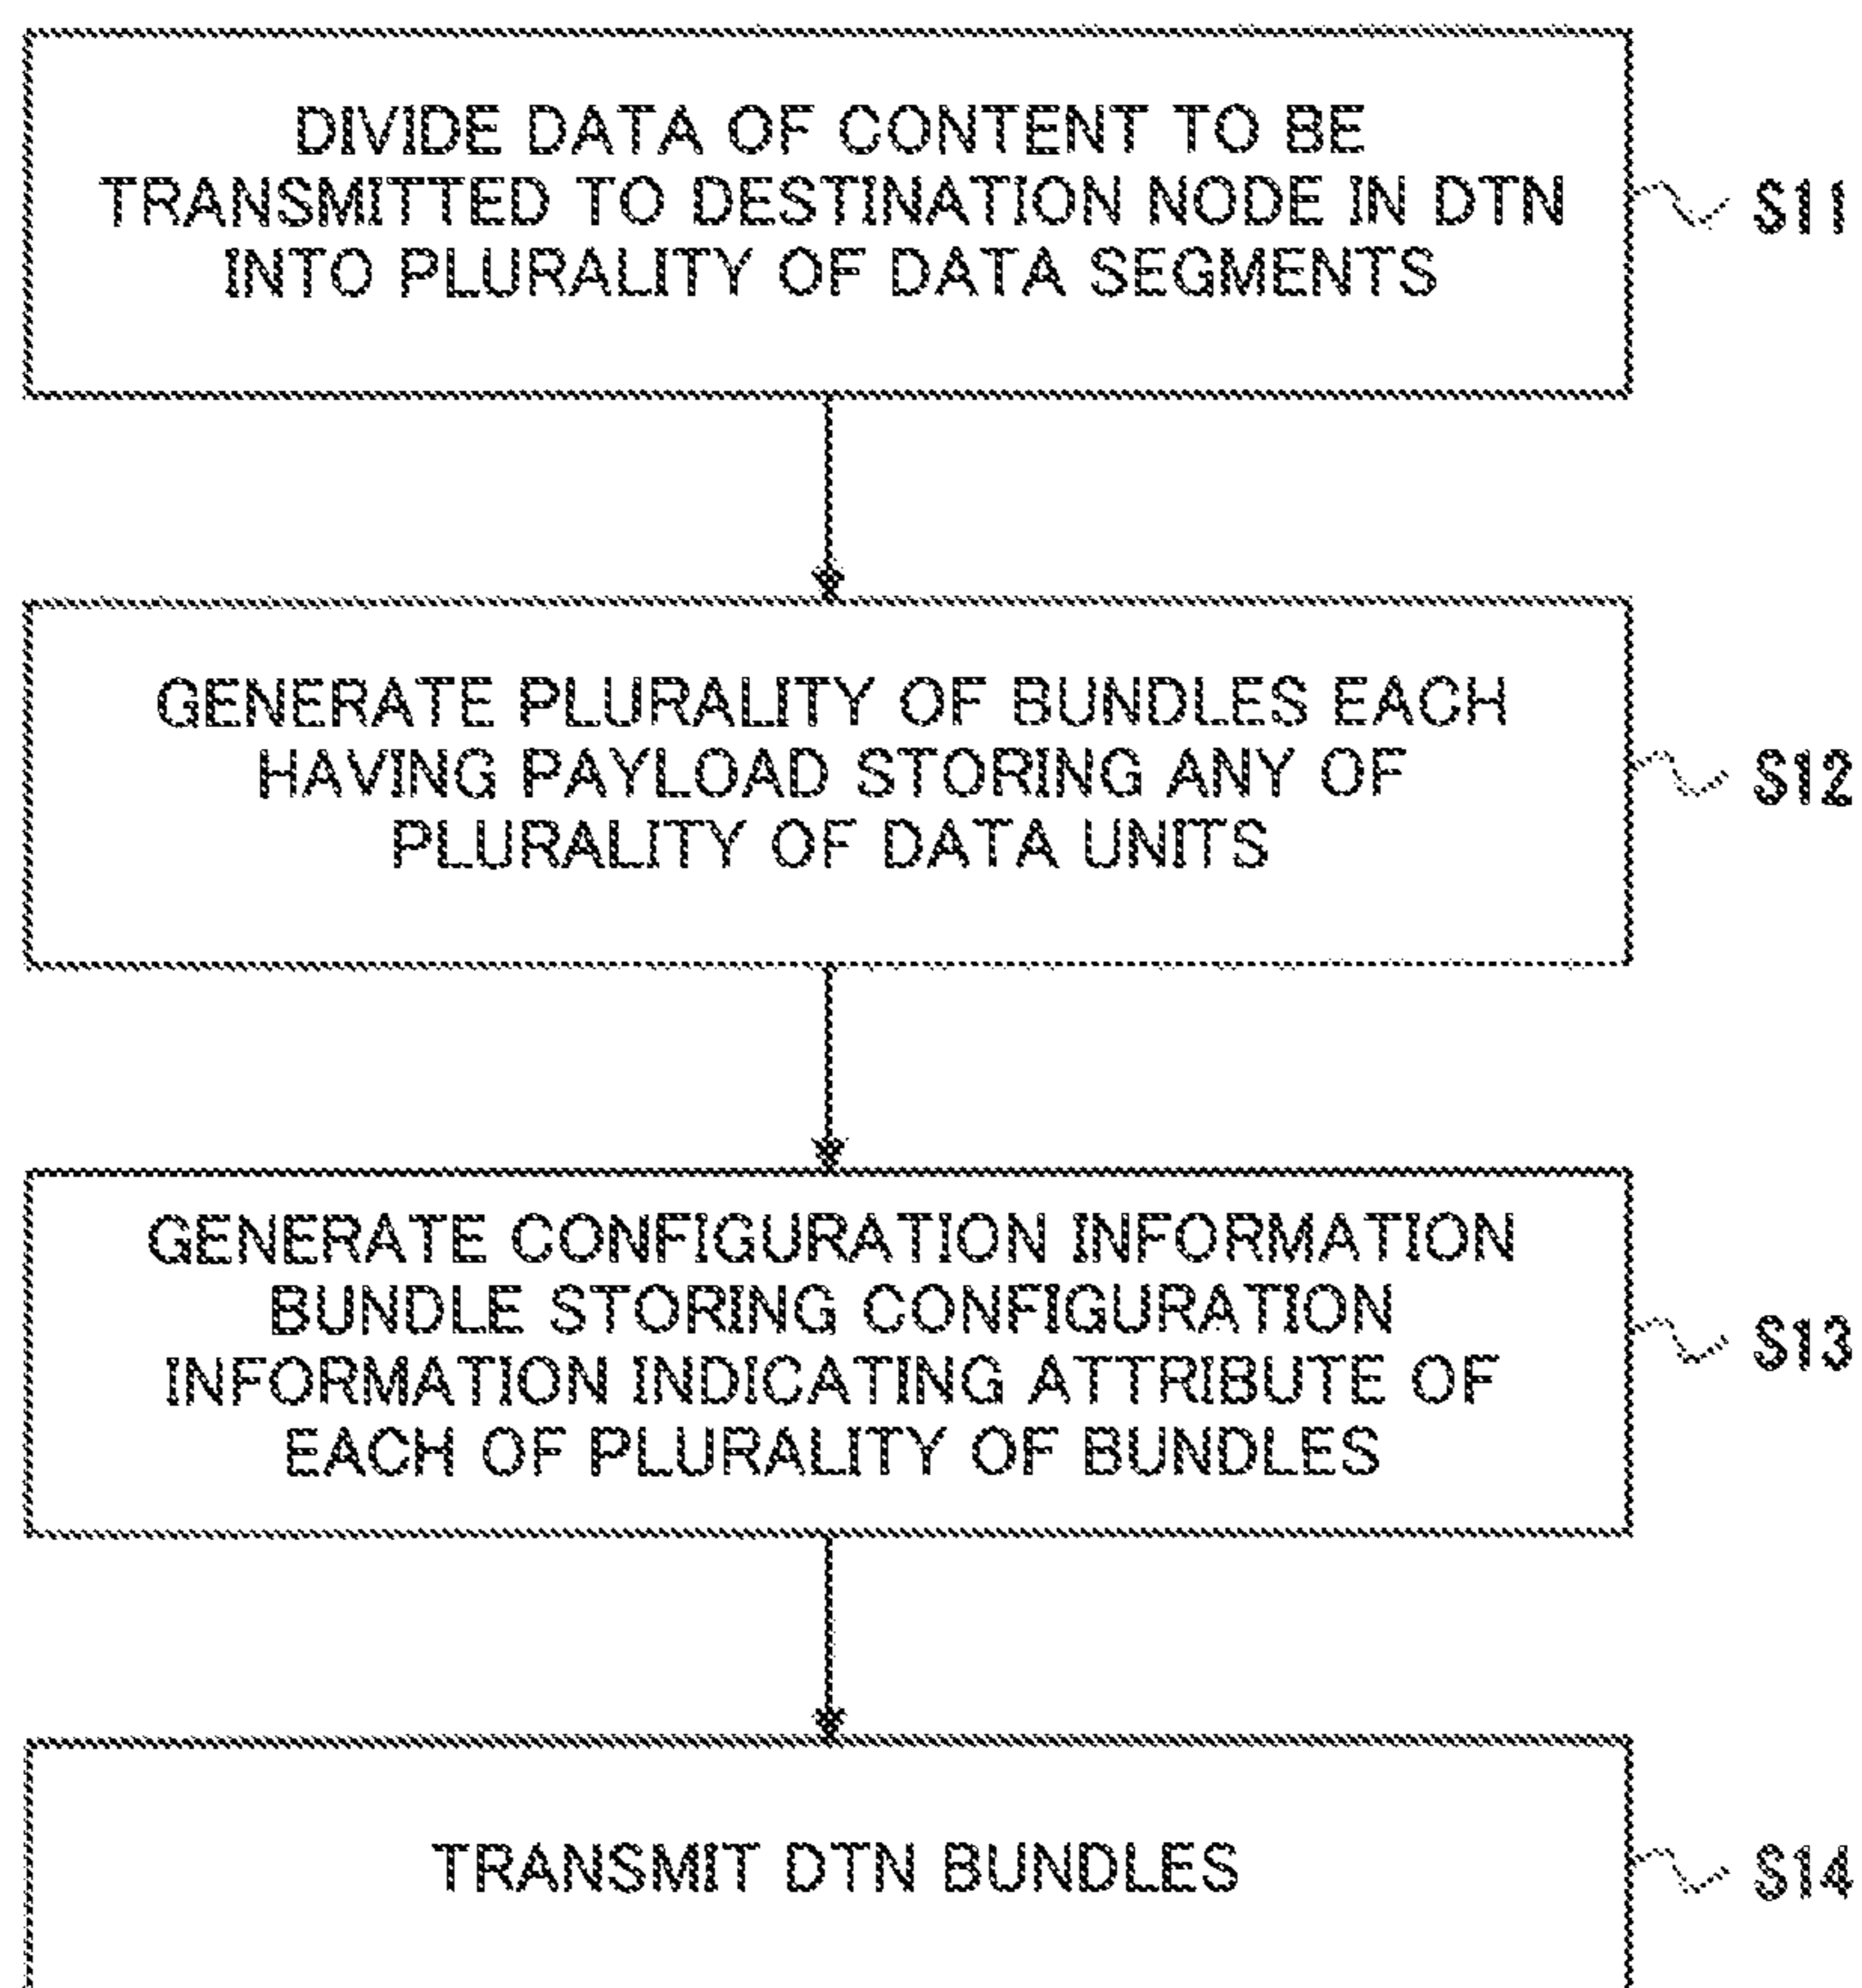 DIVIDE DATA OF CONTENT TO BE
TRANSMITTED TO DESTINATION NODE IN DTN
INTO PLURALITY OF DATA SEGMENTS
S11
GENERATE PLURALITY OF BUNDLES EACH
HAVING PAYLOAD STORING ANY OF
PLURALITY OF DATA UNITS
S12
GENERATE CONFIGURATION INFORMATION
BUNDLE STORING CONFIGURATION
INFORMATION INDICATING ATTRIBUTE OF
EACH OF PLURALITY OF BUNDLES
S13
TRANSMIT DTN BUNDLES
S14